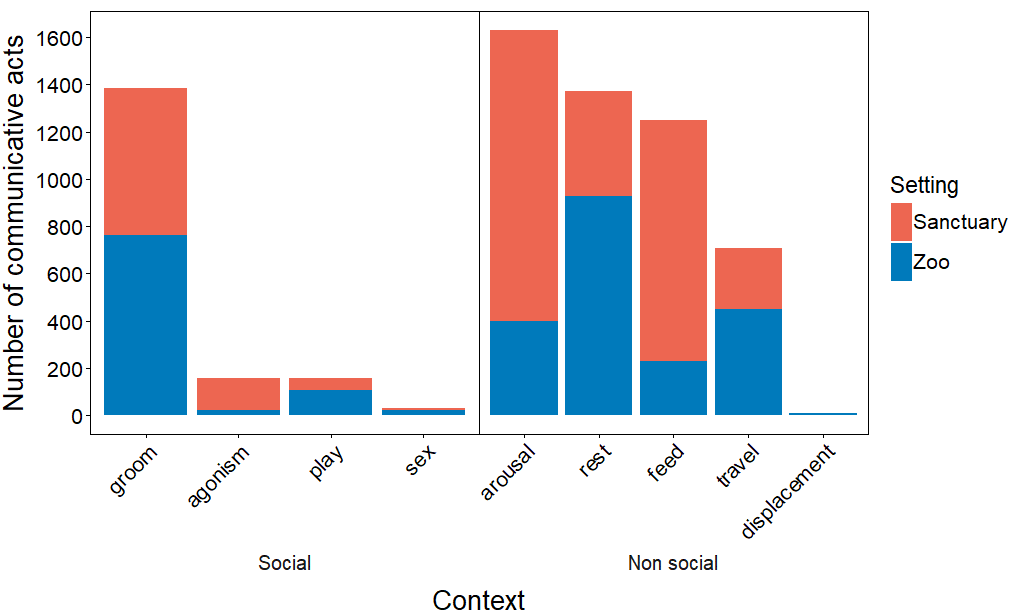 Number of communicative acts
1600
1400
1200
1000
800
600
400
200
0
groom
agonism
play
sex
arousal
rest
feed
travel
displacement
Social
Non social
Context
Setting
Sanctuary
Zoo